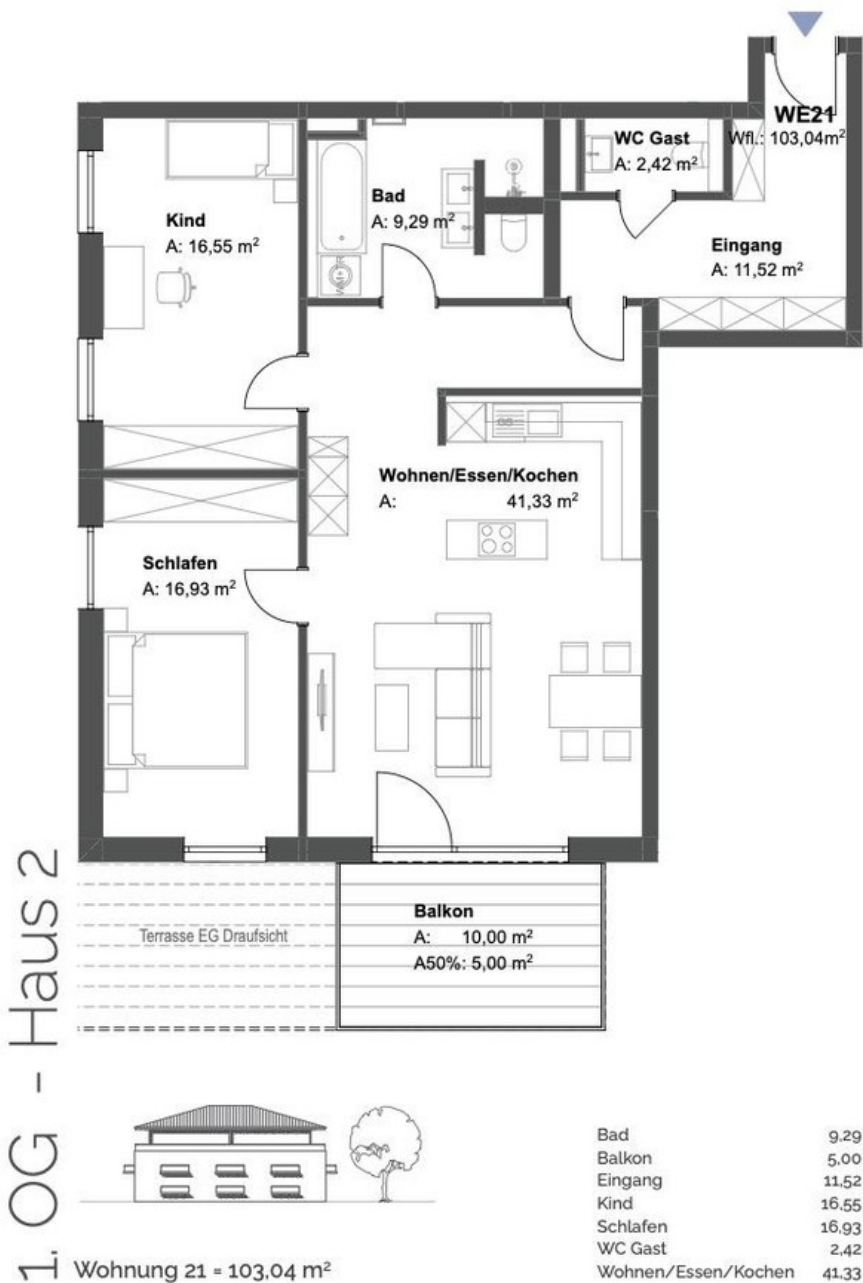 WE21
Wfl.: 103,04m²
WC Gast
A: 2,42 m²
Bad
A: 9,29 m²
Kind
A: 16,55 m²
Eingang
A: 11,52 m²
Wohnen/Essen/Kochen
A: 41,33 m²
Schlafen
A: 16,93 m²
Balkon
A: 10,00 m²
A50%: 5,00 m²
Terrasse EG Draufsicht
1. OG - Haus 2
Bad 9,29
Balkon 5,00
Eingang 11,52
Kind 16,55
Schlafen 16,93
WC Gast 2,42
Wohnen/Essen/Kochen 41,33
Wohnung 21 = 103,04 m²